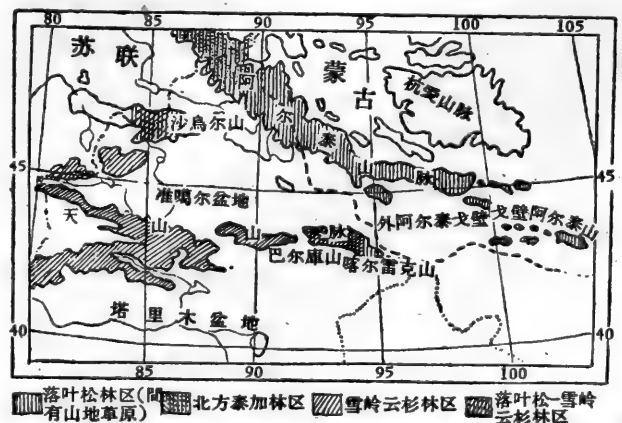 80 85 90 95 100 105
苏联
蒙古
阿尔泰山脉
杭爱山脉
沙烏尔山
45 45
准噶尔盆地
天山山脉
外阿尔泰戈壁
戈壁阿尔泰山
巴尔庫山
喀尔雷克山
塔里木盆地
40 40
85 90 95 100
落叶松林区(間有山地草原)
北方泰加林区
雪岭云杉林区
落叶松-雪岭云杉林区